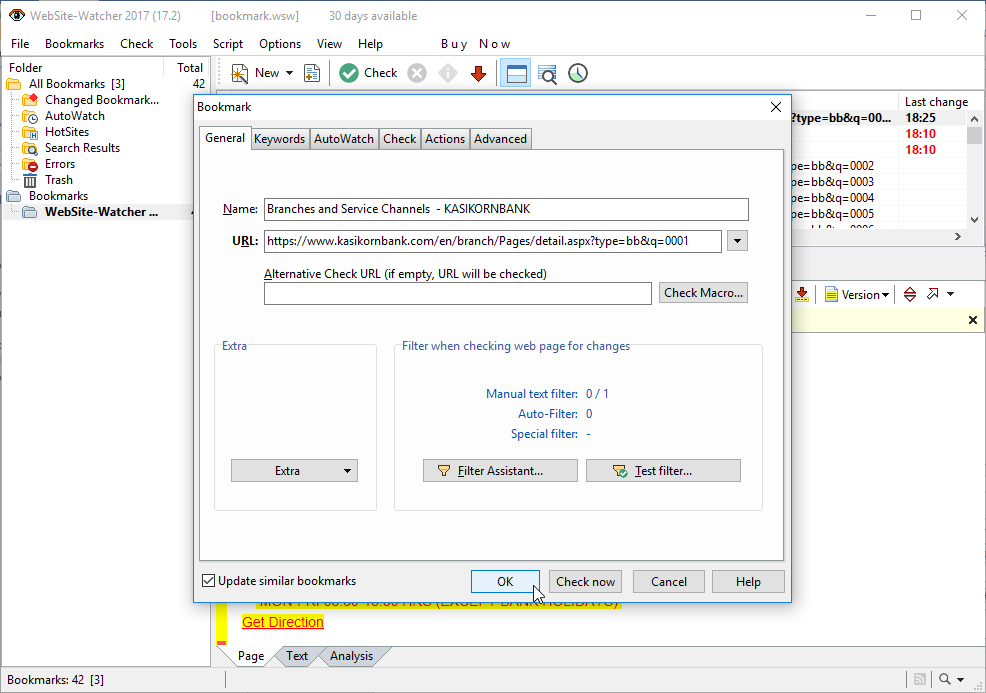 WebSite-Watcher 2017 (17.2) [bookmark.wsw] 30 days available
File Bookmarks Check Tools Script Options View Help Buy Now
Folder Total
All Bookmarks [3] 42
Changed Bookmark...
AutoWatch
HotSites
Search Results
Errors
Trash
Bookmarks
WebSite-Watcher ...
New Check
Last change
?type=bb&q=00... 18:25
18:10
18:10
pe=bb&q=0002
pe=bb&q=0003
pe=bb&q=0004
pe=bb&q=0005
Version
Bookmark
General Keywords AutoWatch Check Actions Advanced
Name: Branches and Service Channels - KASIKORNBANK
URL: https://www.kasikornbank.com/en/branch/Pages/detail.aspx?type=bb&q=0001
Alternative Check URL (if empty, URL will be checked)
Check Macro...
Extra
Extra
Filter when checking web page for changes
Manual text filter: 0 / 1
Auto-Filter: 0
Special filter: -
Filter Assistant... Test filter...
Update similar bookmarks OK Check now Cancel Help
Get Direction
Page Text Analysis
Bookmarks: 42 [3]